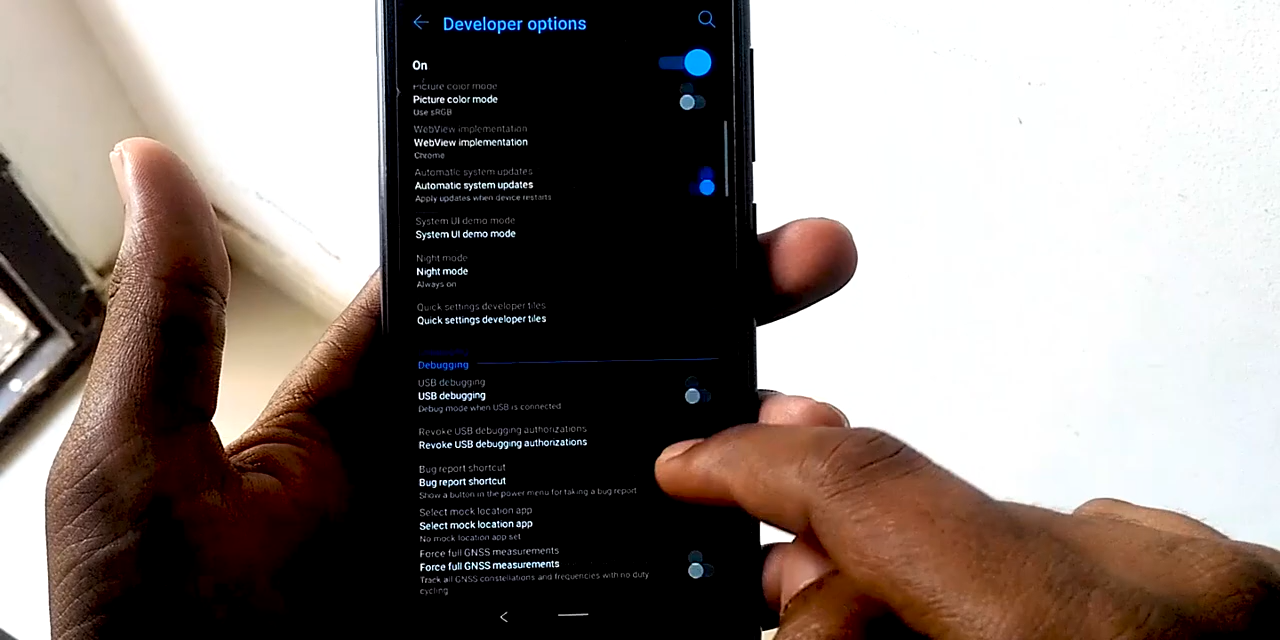 Developer options
On
Picture color mode
Picture color mode
Use sRGB
WebView implementation
WebView implementation
Chrome
Automatic system updates
Automatic system updates
Apply updates when device restarts
System UI demo mode
System UI demo mode
Night mode
Night mode
Always on
Quick settings developer tiles
Quick settings developer tiles
Debugging
USB debugging
USB debugging
Debug mode when USB is connected
Revoke USB debugging authorizations
Revoke USB debugging authorizations
Bug report shortcut
Bug report shortcut
Show a button in the power menu for taking a bug report
Select mock location app
Select mock location app
No mock location app set
Force full GNSS measurements
Force full GNSS measurements
Track all GNSS constellations and frequencies with no duty
cycling